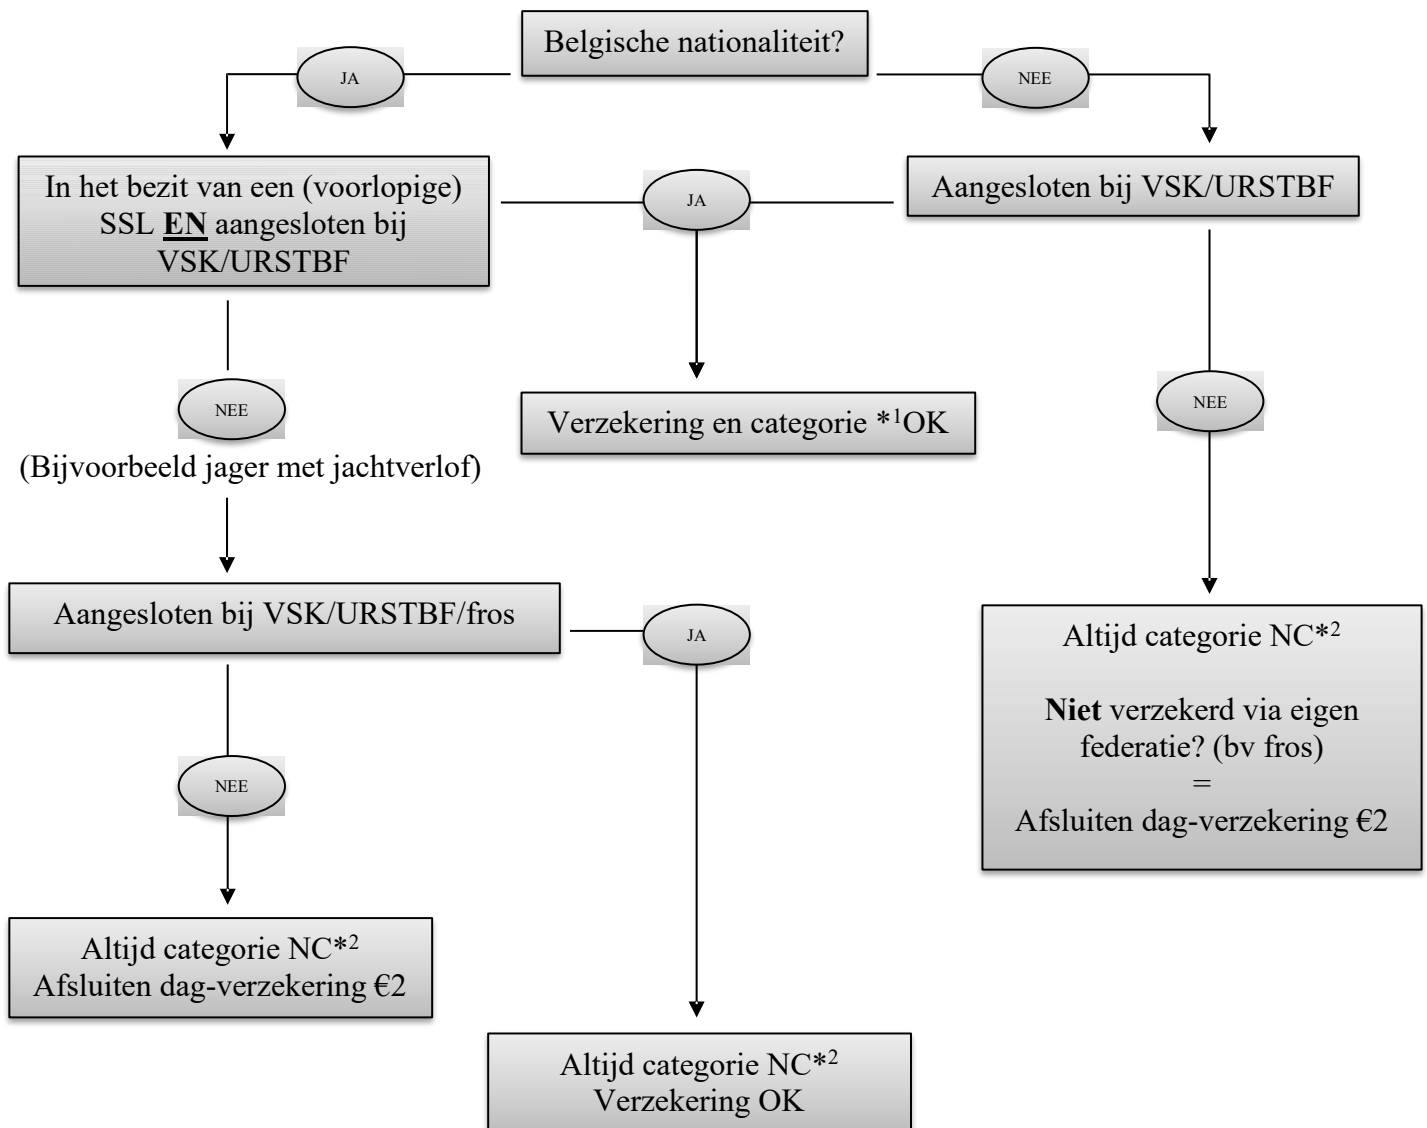 Belgische nationaliteit?
JA
NEE
In het bezit van een (voorlopige)
SSL EN aangesloten bij
VSK/URSTBF
JA
Aangesloten bij VSK/URSTBF
NEE
(Bijvoorbeeld jager met jachtverlof)
Verzekering en categorie *¹OK
NEE
Aangesloten bij VSK/URSTBF/fros
JA
Altijd categorie NC*²
Niet verzekerd via eigen
federatie? (bv fros)
=
Afsluiten dag-verzekering €2
NEE
Altijd categorie NC*²
Afsluiten dag-verzekering €2
Altijd categorie NC*²
Verzekering OK